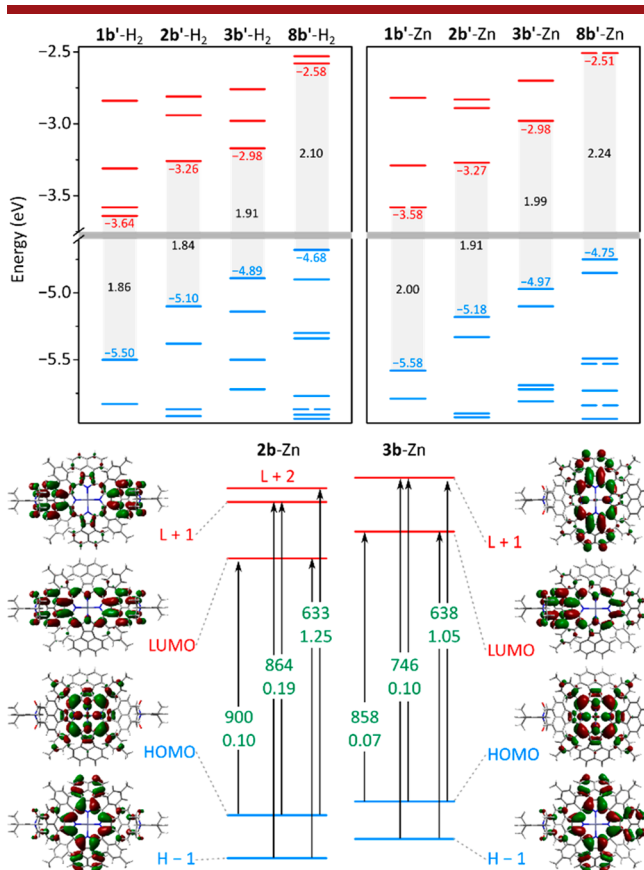 1b'-H2 2b'-H2 3b'-H2 8b'-H2 1b'-Zn 2b'-Zn 3b'-Zn 8b'-Zn
−2.5
−2.58 −2.51
−3.0
−2.98 −2.98
2.10 2.24
−3.26 −3.27
−3.5
1.91 1.99
−3.64 −3.58
Energy (eV)
1.84 1.91
−4.68 −4.75
−4.89 −4.97
−5.0
1.86 2.00
−5.10 −5.18
−5.5
−5.50 −5.58
2b-Zn 3b-Zn
L + 2
L + 1 L + 1
LUMO LUMO
633 638
1.25 1.05
864 746
0.19 0.10
900 858
0.10 0.07
HOMO HOMO
H − 1 H − 1